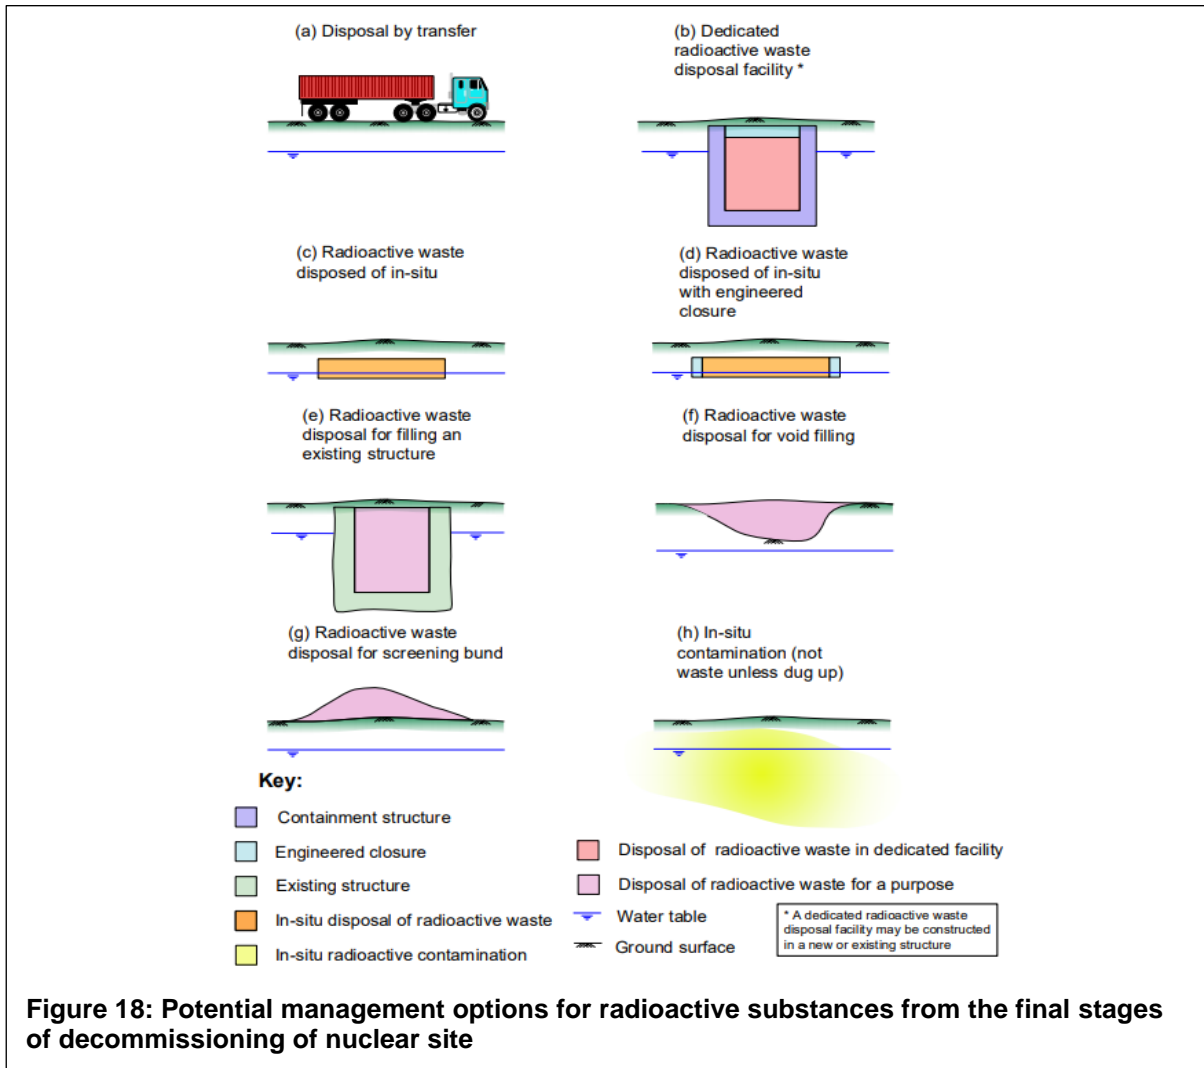 (a) Disposal by transfer
(b) Dedicated
radioactive waste
disposal facility *
(c) Radioactive waste
disposed of in-situ
(d) Radioactive waste
disposed of in-situ
with engineered
closure
(e) Radioactive waste
disposal for filling an
existing structure
(f) Radioactive waste
disposal for void filling
(g) Radioactive waste
disposal for screening bund
(h) In-situ
contamination (not
waste unless dug up)
Key:
Containment structure
Engineered closure
Existing structure
In-situ disposal of radioactive waste
In-situ radioactive contamination
Disposal of radioactive waste in dedicated facility
Disposal of radioactive waste for a purpose
Water table
Ground surface
* A dedicated radioactive waste
disposal facility may be constructed
in a new or existing structure
Figure 18: Potential management options for radioactive substances from the final stages
of decommissioning of nuclear site